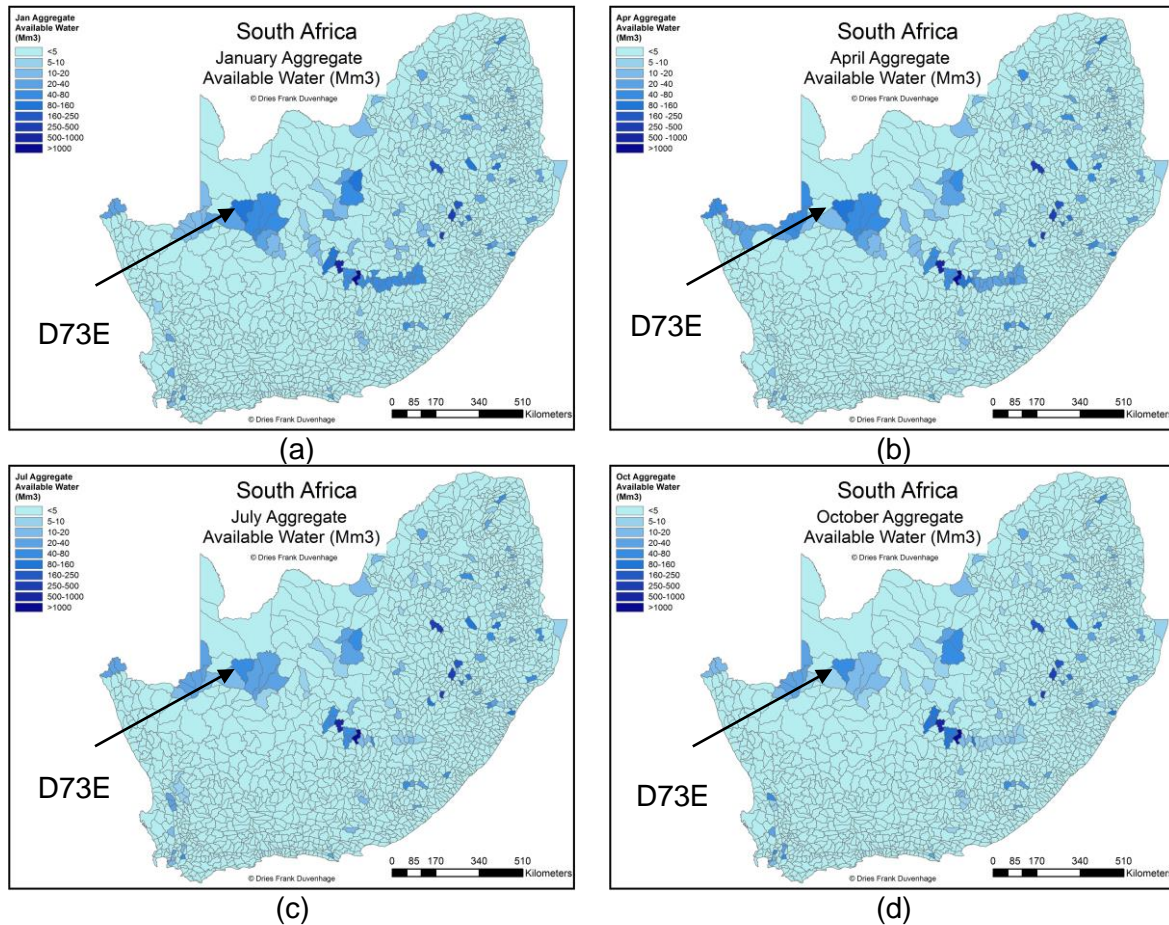 Jan Aggregate
Available Water
(Mm3)
<5
5-10
10-20
20-40
40-80
80-160
160-250
250-500
500-1000
>1000
South Africa
January Aggregate
Available Water (Mm3)
© Dries Frank Duvenhage
D73E
0 85 170 340 510
Kilometers
© Dries Frank Duvenhage
(a)
Apr Aggregate
Available Water
(Mm3)
<5
5-10
10-20
20-40
40-80
80 -160
160 -250
250-500
500-1000
>1000
South Africa
April Aggregate
Available Water (Mm3)
© Dries Frank Duvenhage
D73E
0 85 170 340 510
Kilometers
© Dries Frank Duvenhage
(b)
Jul Aggregate
Available Water
(Mm3)
<5
5-10
10-20
20-40
40-80
80-160
160-250
250-500
500-1000
>1000
South Africa
July Aggregate
Available Water (Mm3)
© Dries Frank Duvenhage
D73E
0 85 170 340 510
Kilometers
© Dries Frank Duvenhage
(c)
Oct Aggregate
Available Water
(Mm3)
<5
5-10
10-20
20-40
40-80
80-160
160-250
250-500
500-1000
>1000
South Africa
October Aggregate
Available Water (Mm3)
© Dries Frank Duvenhage
D73E
0 85 170 340 510
Kilometers
© Dries Frank Duvenhage
(d)